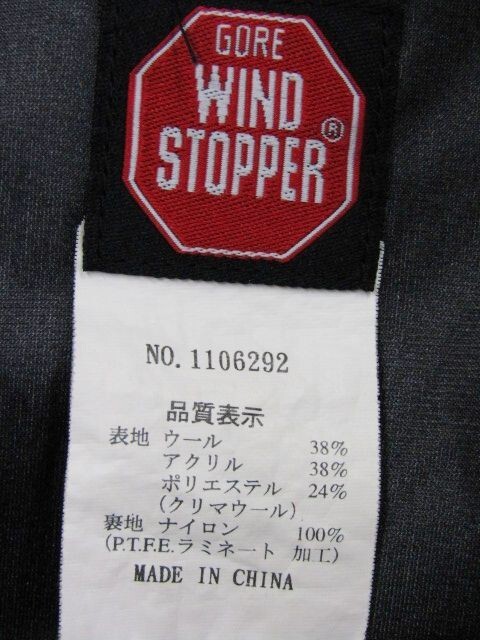 GORE
WIND
STOPPER®
NO. 1106292
品質表示
表地 ウール 38%
アクリル 38%
ポリエステル 24%
(クリマウール)
裏地 ナイロン 100%
(P.T.F.E.ラミネート 加工)
MADE IN CHINA